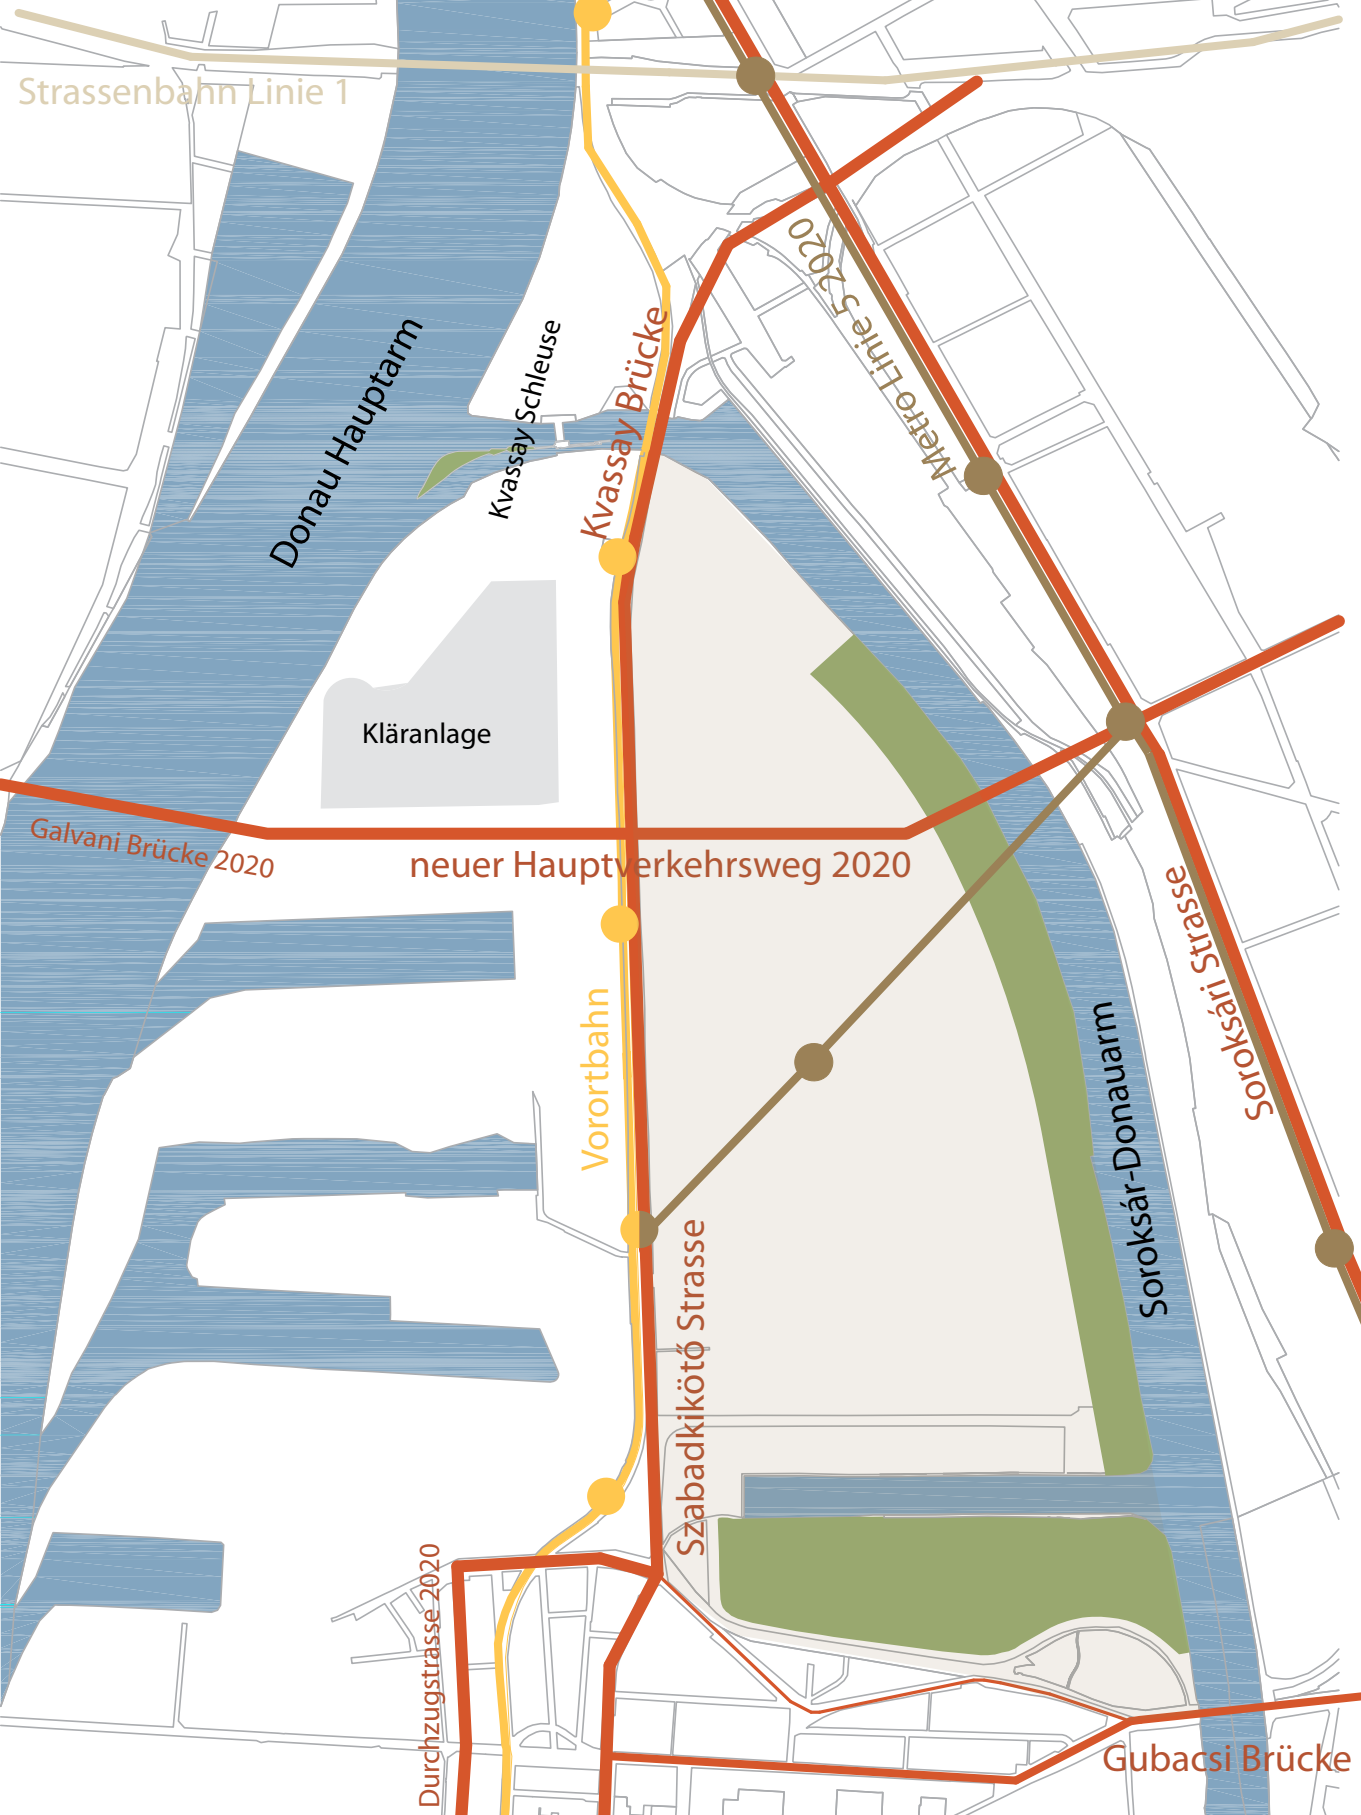 Strassenbahn Linie 1
Metro Linie 5 2020
Donau Hauptarm
Kvassay Schleuse
Kvassay Brücke
Kläranlage
Galvani Brücke 2020
neuer Hauptverkehrsweg 2020
Soroksári Strasse
Vorortbahn
Soroksár-Donauarm
Szabadkikötő Strasse
Durchzugstrasse 2020
Gubacsi Brücke